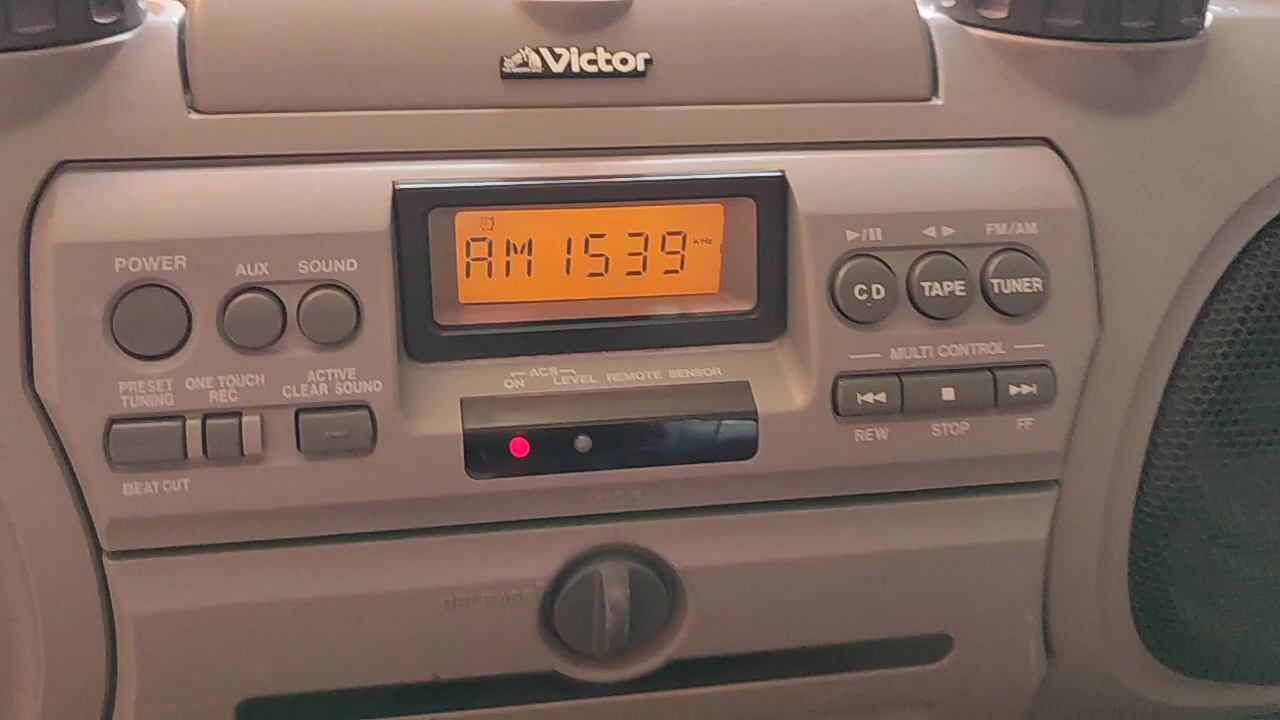 Victor
AM 1539 kHz
POWER
AUX
SOUND
PRESET
TUNING
ONE TOUCH
REC
ACTIVE
CLEAR SOUND
BEAT CUT
ACS
ON
LEVEL
REMOTE SENSOR
FM/AM
CD
TAPE
TUNER
MULTI CONTROL
REW
STOP
FF
RELEASE